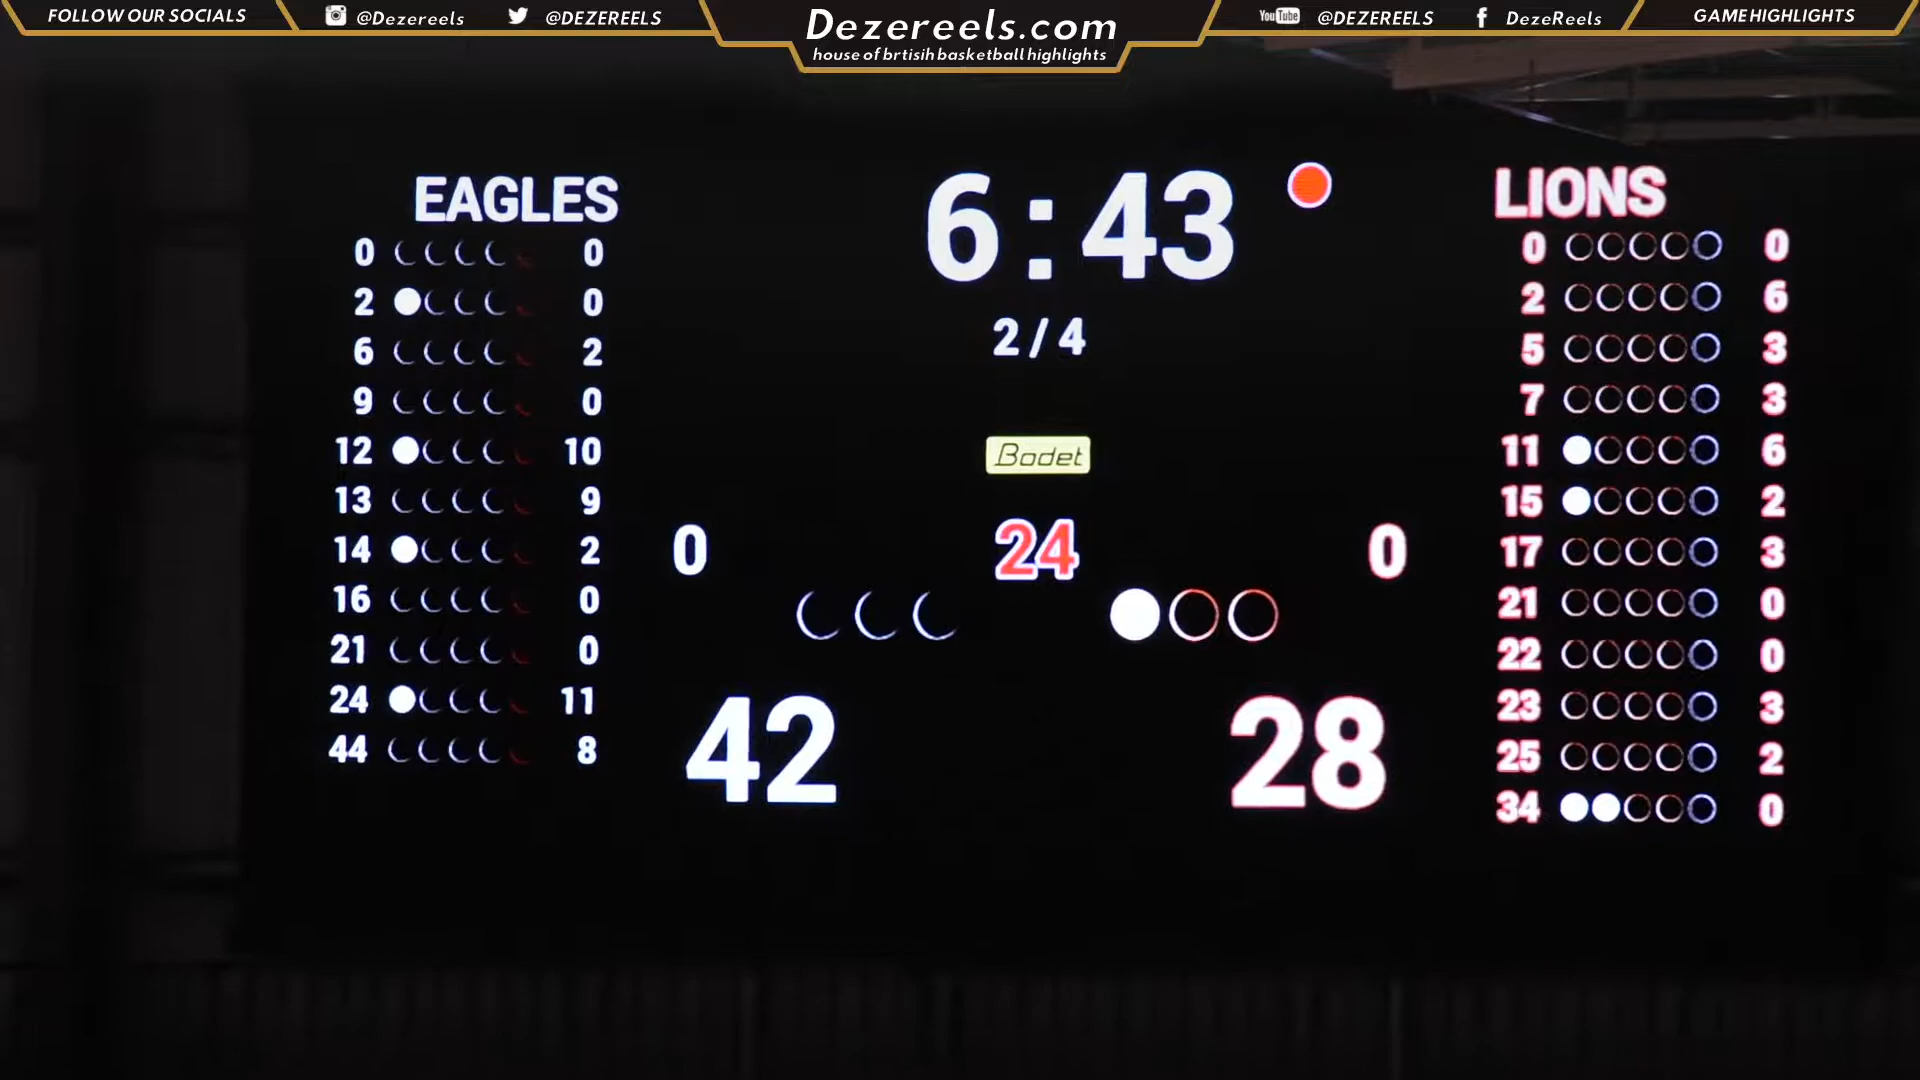 FOLLOW OUR SOCIALS
@Dezereels
@DEZEREELS
Dezereels.com
house of brtisih basketball highlights
YouTube @DEZEREELS
DezeReels
GAMEHIGHLIGHTS
EAGLES
0 0
2 0
6 2
9 0
12 10
13 9
14 2
16 0
21 0
24 11
44 8
6:43
2/4
Bodet
0 24 0
42 28
LIONS
0 0
2 6
5 3
7 3
11 6
15 2
17 3
21 0
22 0
23 3
25 2
34 0